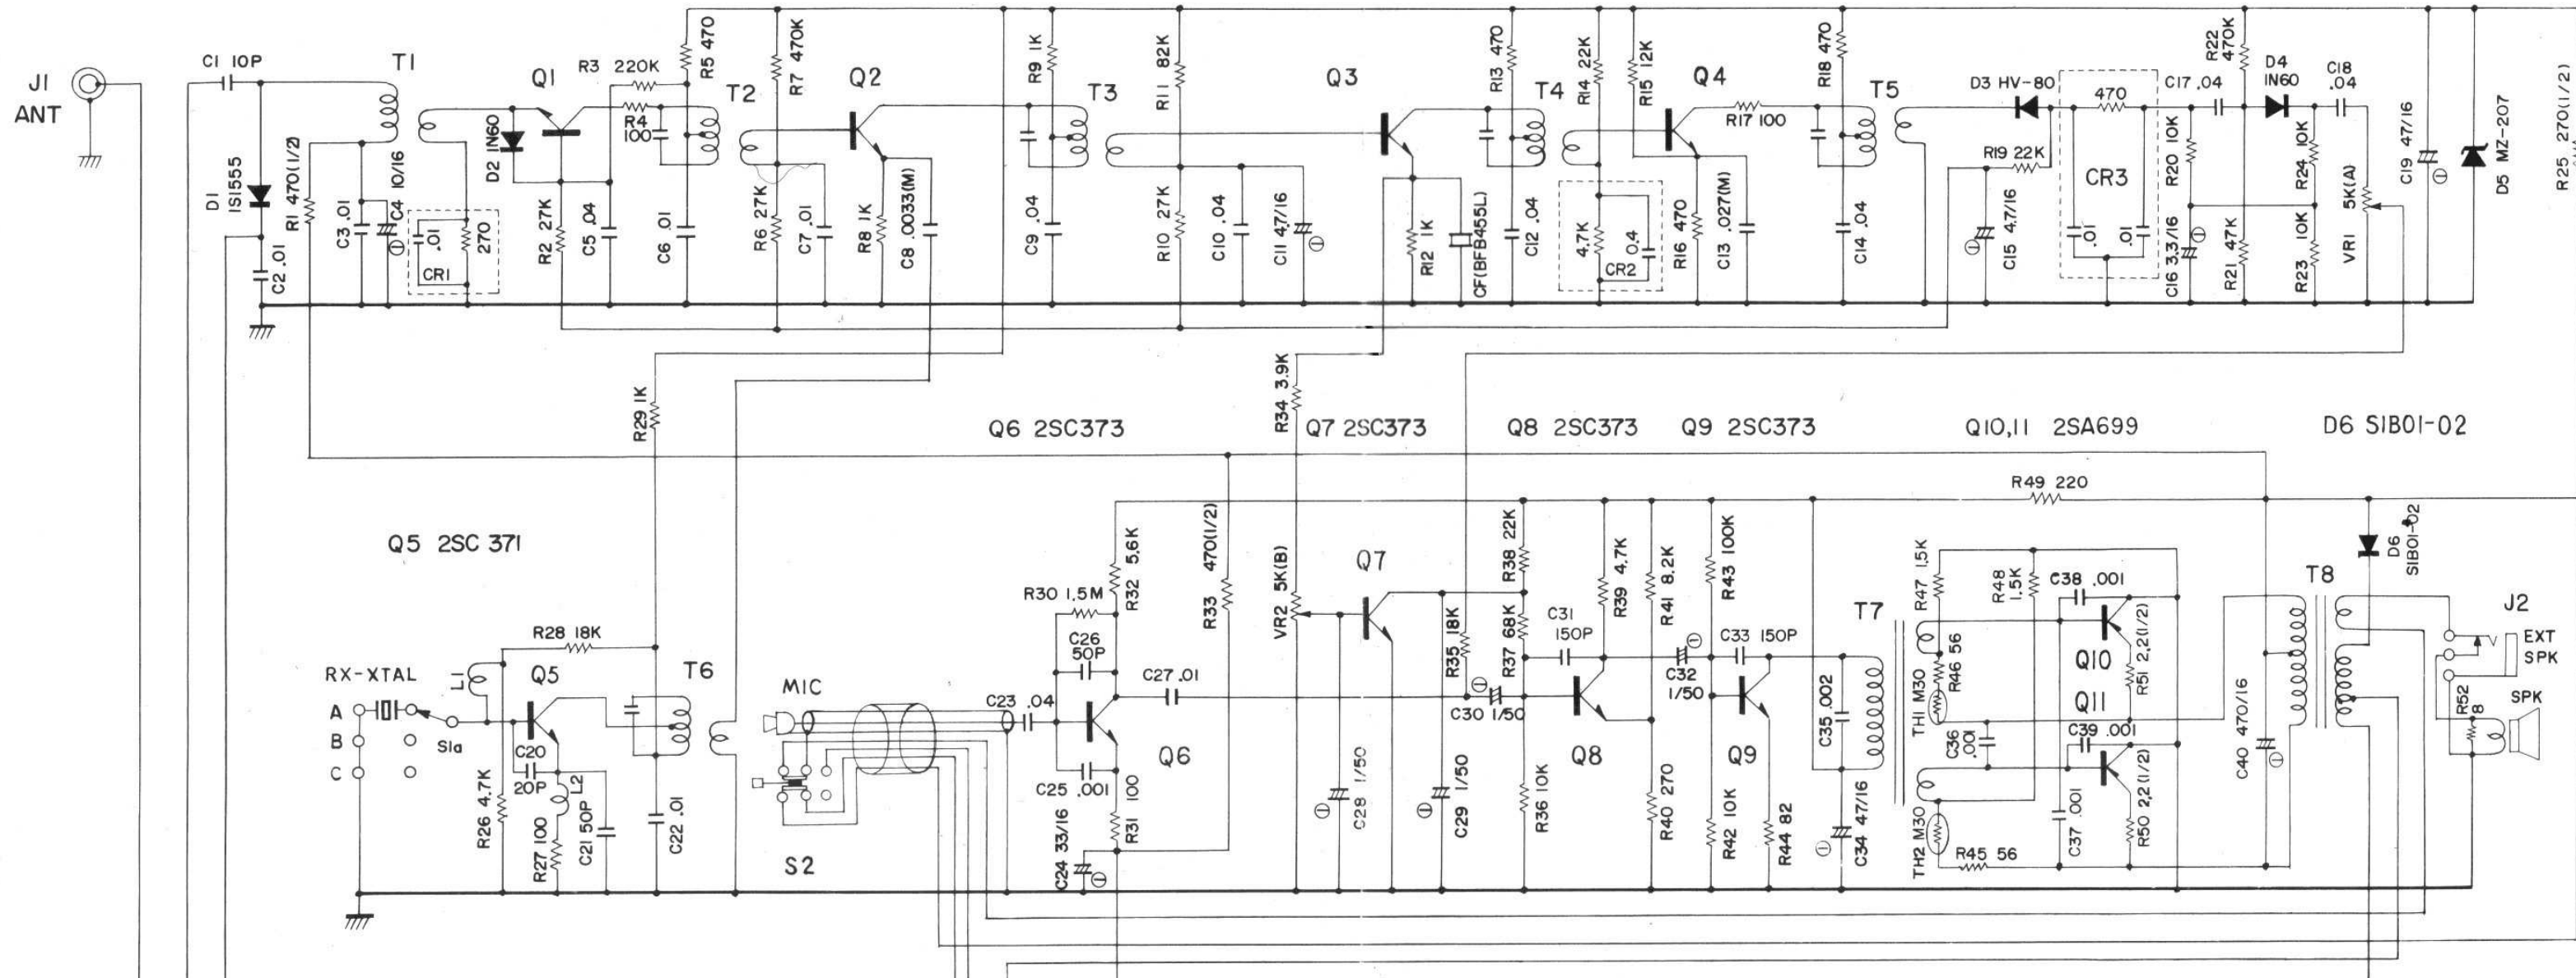 J1
ANT
C1 10P
T1
D1
1S1555
C2 .01
R1 470(1/2)
C3 .01
C4 10/16
.01
270
CR1
Q1
D2 1N60
R2 27K
R3 220K
R4
100
C5 .04
C6 .01
R5 470
T2
R7 470K
R6 27K
C7 .01
Q2
R8 1K
C8 .0033(M)
R9 1K
C9 .04
T3
R11 82K
R10 27K
C10 .04
C11 47/16
Q3
R12 1K
CF(BFB455L)
R13 470
C12 .04
T4
R14 22K
4.7K
0.4
CR2
R15 12K
Q4
R16 470
R17 100
C13 .027(M)
R18 470
C14 .04
T5
D3 HV-80
R19 22K
C15 4.7/16
470
CR3
.01
.01
C17 .04
R20 10K
C16 3.3/16
R22
470K
R21 47K
D4
1N60
R24 10K
R23 10K
C18
.04
VR1 5K(A)
C19 47/16
D5 MZ-207
R25 270(1/2)
R29 1K
R34 3.9K
Q6 2SC373
Q7 2SC373
Q8 2SC373
Q9 2SC373
Q10,11 2SA699
D6 S1B01-02
Q5 2SC 371
RX-XTAL
A
B
C
S1a
L1
R28 18K
Q5
C20
20P
L2
R26 4.7K
R27 100
C21 50P
C22 .01
T6
MIC
S2
C23 .04
R30 1.5M
C26
50P
C25 .001
C24 33/16
R32 5.6K
Q6
R31 100
C27 .01
R33 470(1/2)
VR2 5K(B)
Q7
C28 1/50
C29 1/50
R35 18K
C30 1/50
R38 22K
R37 68K
R36 10K
C31
150P
Q8
R39 4.7K
R41 8.2K
R40 270
C32
1/50
R43 100K
R42 10K
C33 150P
Q9
R44 82
C35 .002
C34 47/16
T7
R49 220
R47 1.5K
R48
1.5K
R46 56
TH1 M30
TH2 M30
R45 56
C36
.001
C38 .001
Q10
R51 2.2(1/2)
Q11
C39 .001
C37 .001
R50 2.2(1/2)
C40 470/16
T8
D6
S1B01-02
J2
EXT
SPK
SPK
R52
8